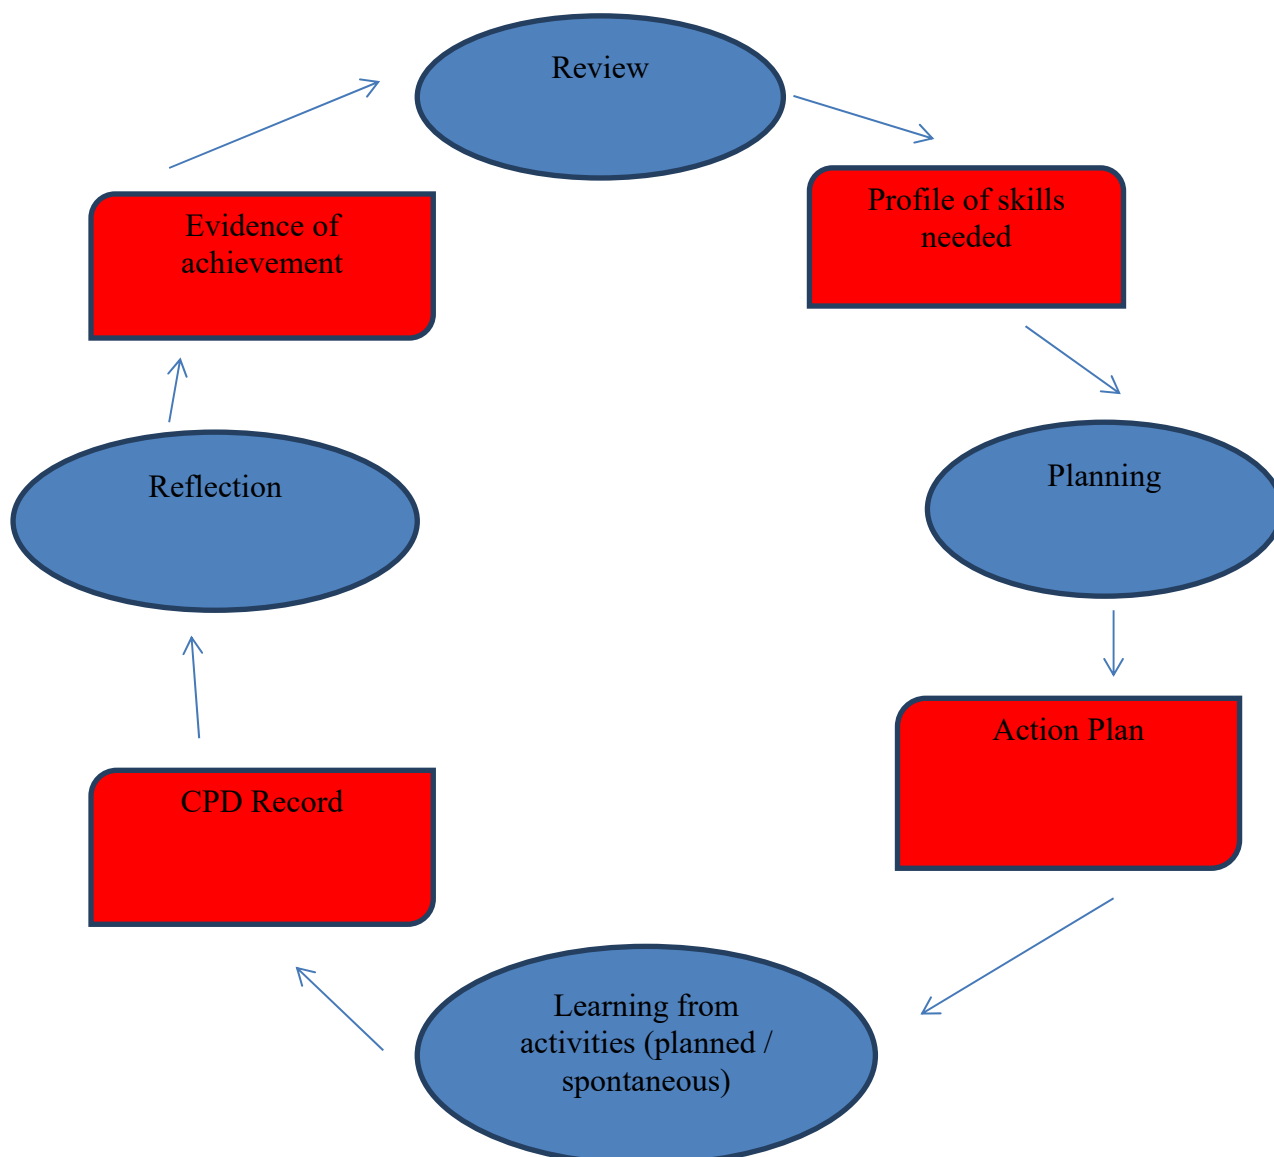 Review
Profile of skills
needed
Evidence of
achievement
Planning
Reflection
Action Plan
CPD Record
Learning from
activities (planned /
spontaneous)